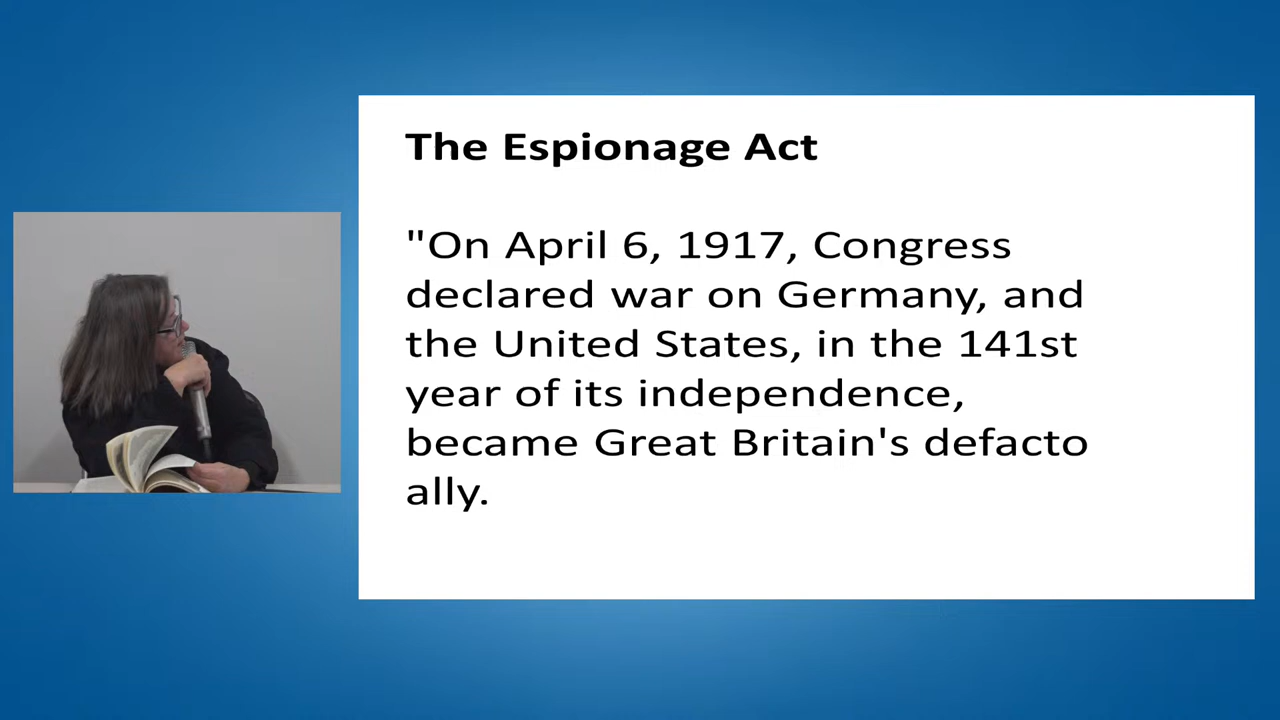 The Espionage Act
"On April 6, 1917, Congress
declared war on Germany, and
the United States, in the 141st
year of its independence,
became Great Britain's defacto
ally.